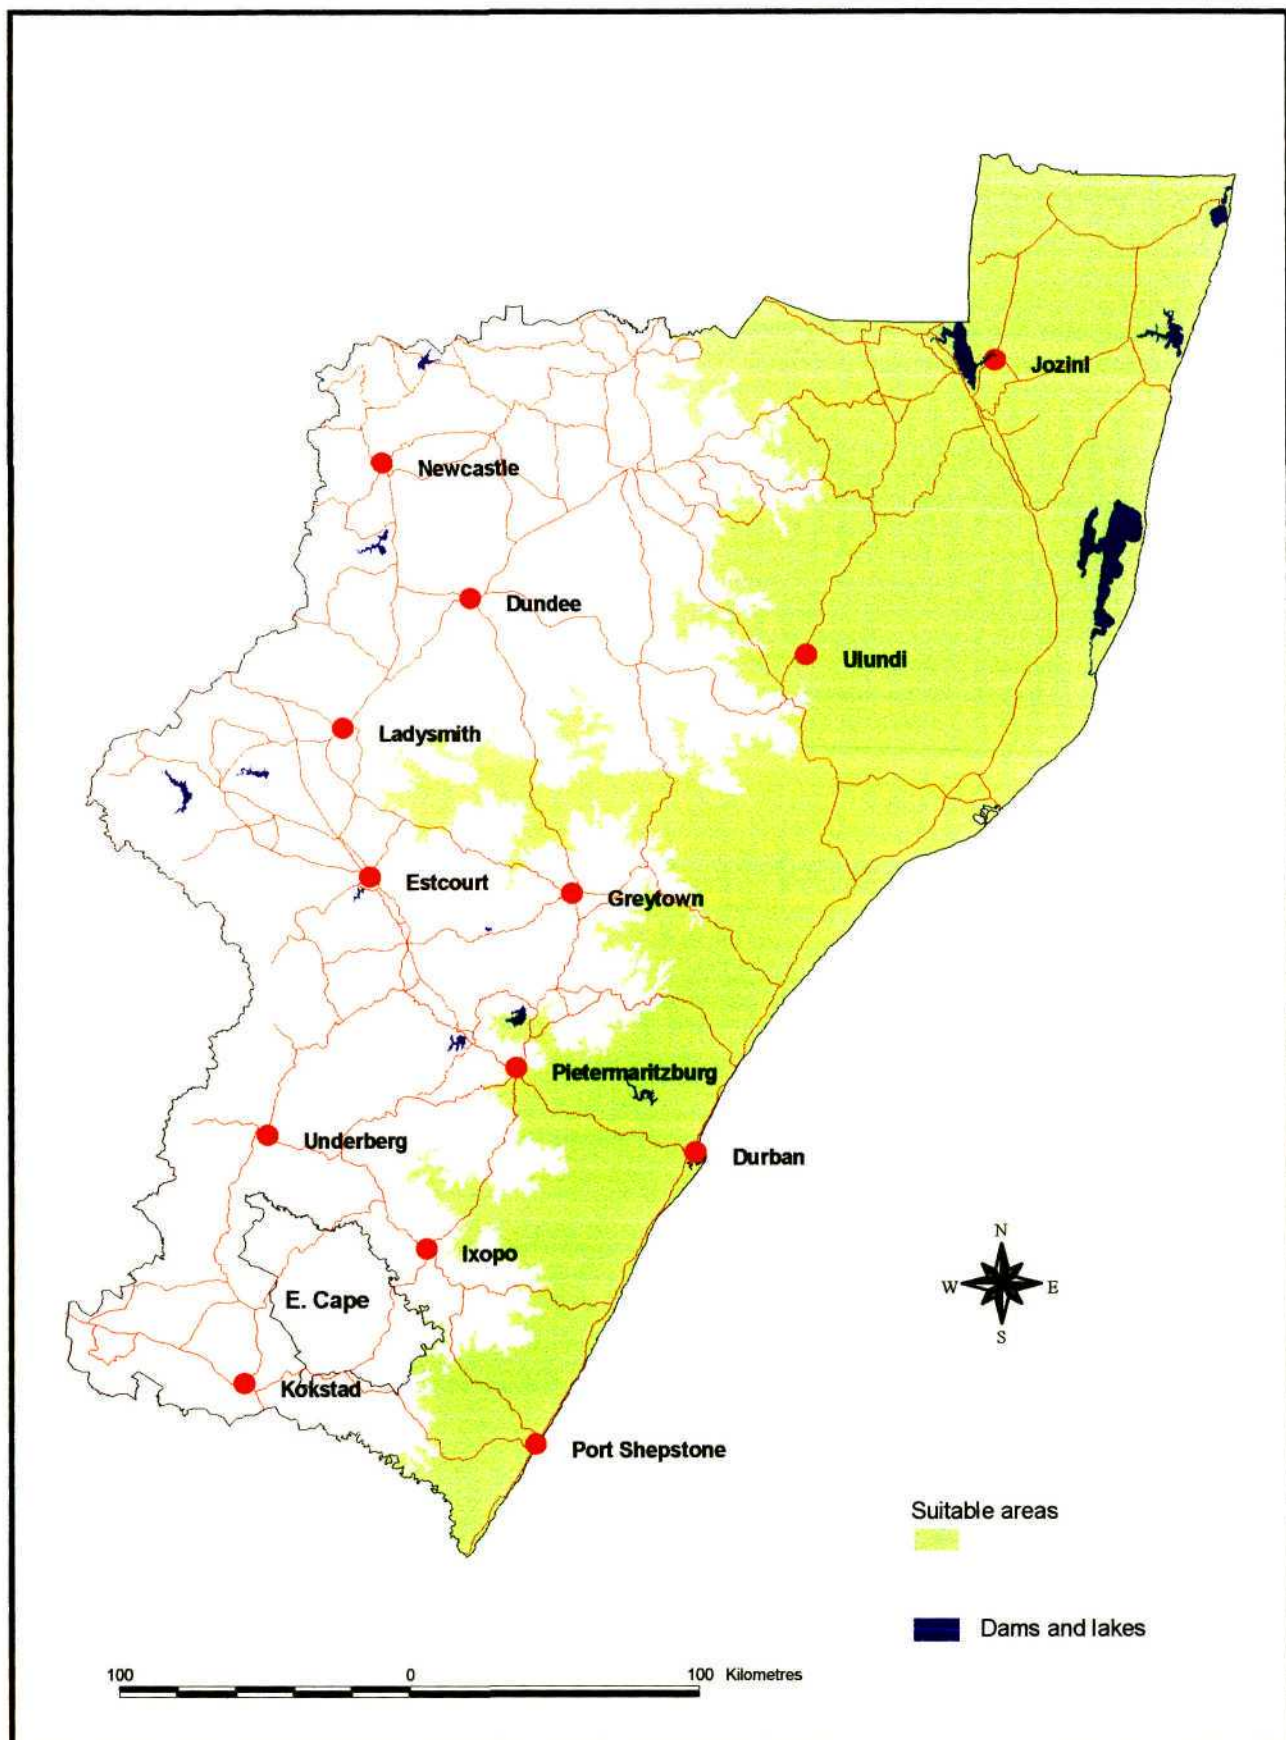 Jozini
Newcastle
Dundee
Ulundi
Ladysmith
Estcourt
Greytown
Pietermaritzburg
Underberg
Durban
Ixopo
N
W
E
S
E. Cape
Kokstad
Port Shepstone
Suitable areas
Dams and lakes
100
0
100 Kilometres